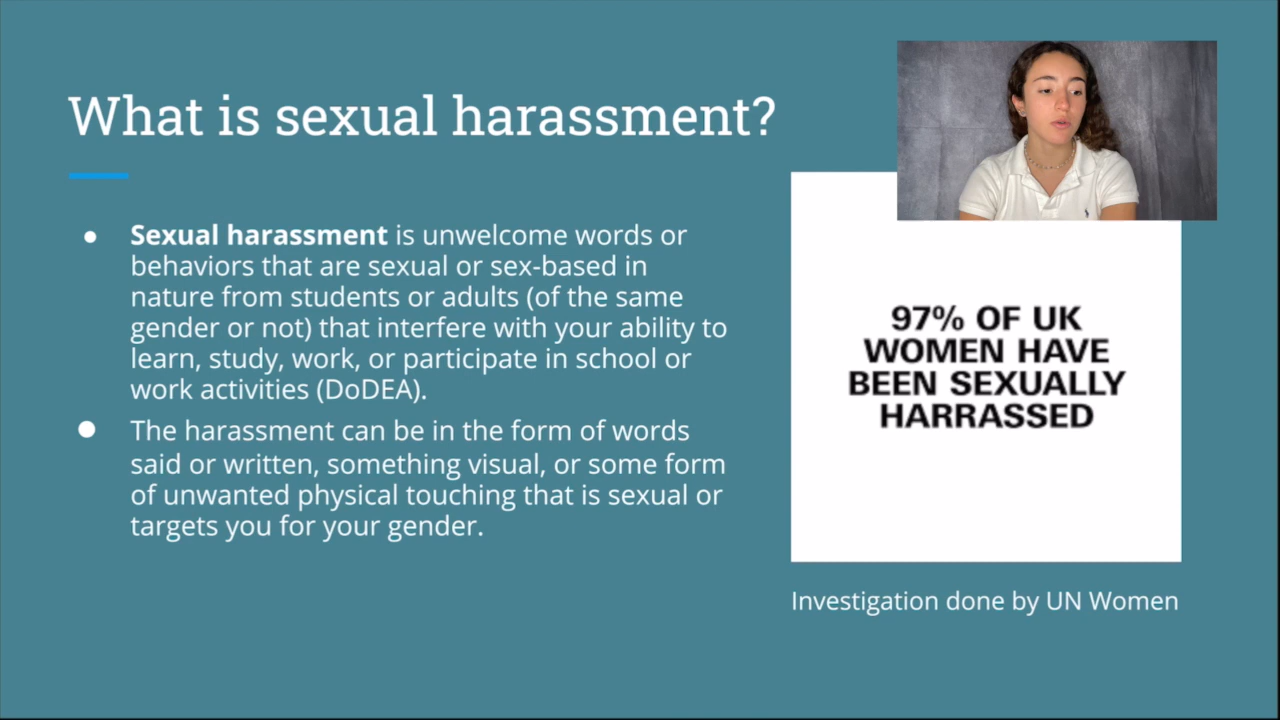 What is sexual harassment?
● Sexual harassment is unwelcome words or
behaviors that are sexual or sex-based in
nature from students or adults (of the same
gender or not) that interfere with your ability to
learn, study, work, or participate in school or
work activities (DoDEA).
● The harassment can be in the form of words
said or written, something visual, or some form
of unwanted physical touching that is sexual or
targets you for your gender.
97% OF UK
WOMEN HAVE
BEEN SEXUALLY
HARRASSED
Investigation done by UN Women